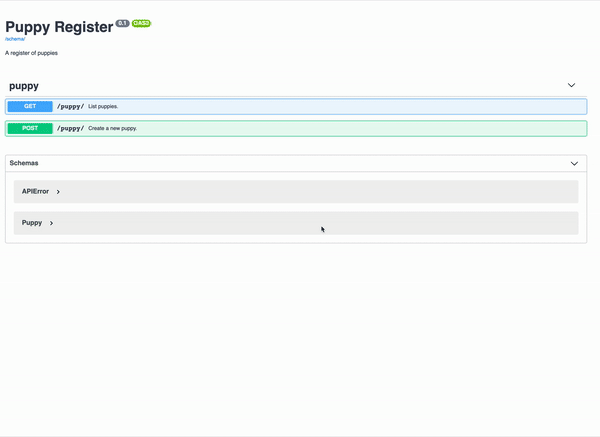 Puppy Register 0.1 OAS3
/schema/
A register of puppies
puppy
GET /puppy/ List puppies.
POST /puppy/ Create a new puppy.
Schemas
APIError
Puppy